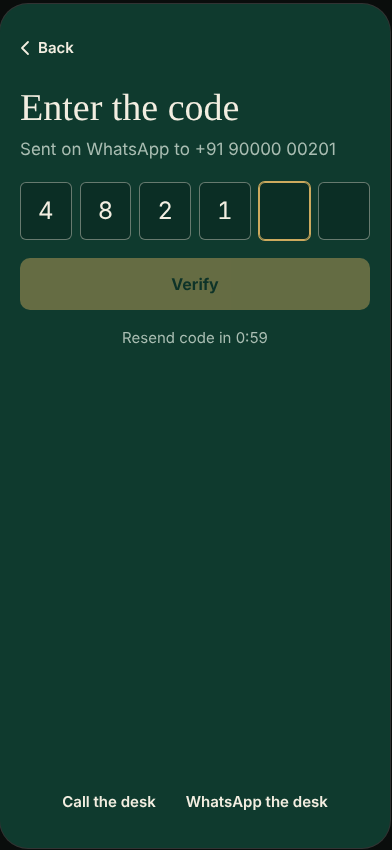 Back
Enter the code
Sent on WhatsApp to +91 90000 00201
4 8 2 1
Verify
Resend code in 0:59
Call the desk WhatsApp the desk